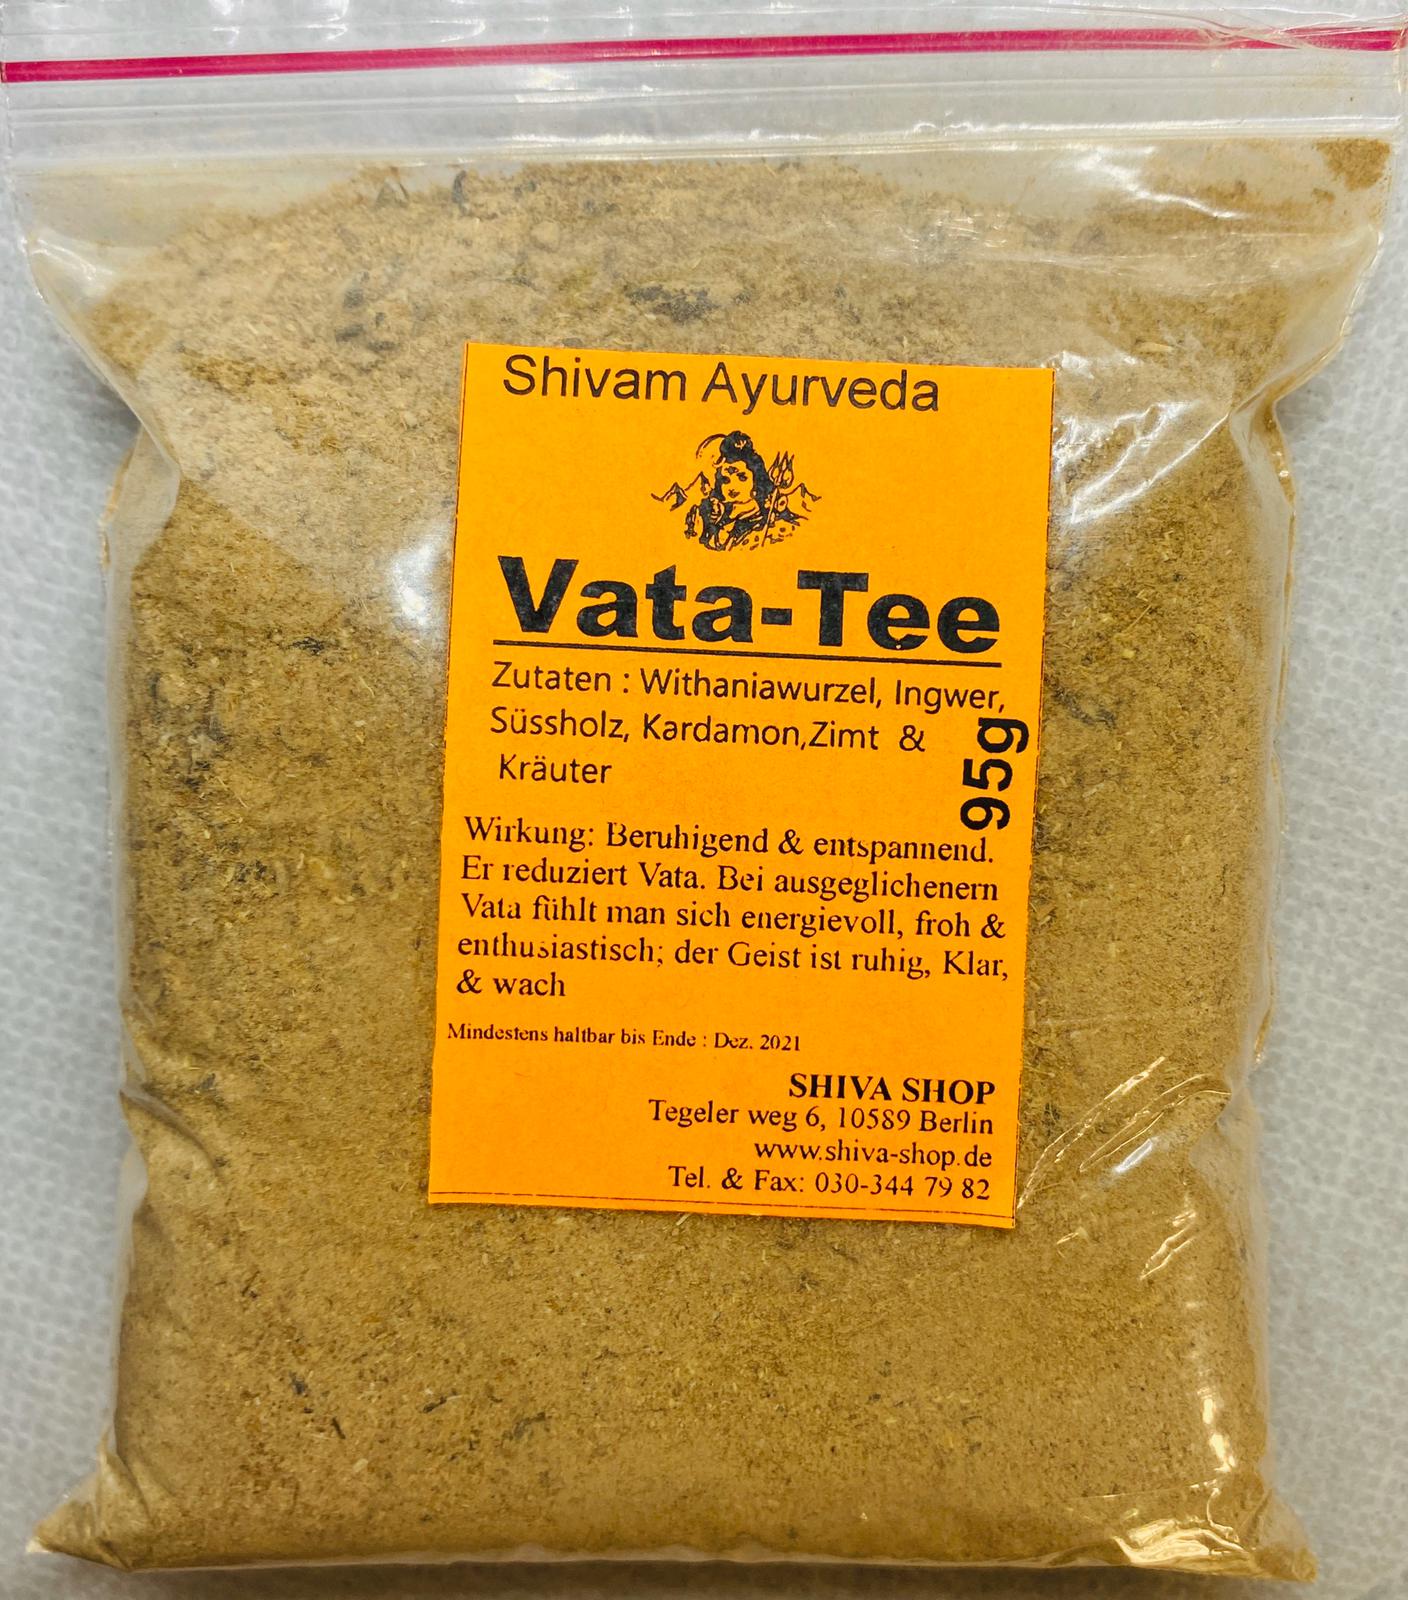 Shivam Ayurveda
Vata-Tee
Zutaten : Withaniawurzel, Ingwer,
Süssholz, Kardamon,Zimt &
Kräuter
95g
Wirkung: Beruhigend & entspannend.
Er reduziert Vata. Bei ausgeglichenern
Vata fühlt man sich energievoll, froh &
enthusiastisch; der Geist ist ruhig, Klar,
& wach
Mindestens haltbar bis Ende : Dez. 2021
SHIVA SHOP
Tegeler weg 6, 10589 Berlin
www.shiva-shop.de
Tel. & Fax: 030-344 79 82